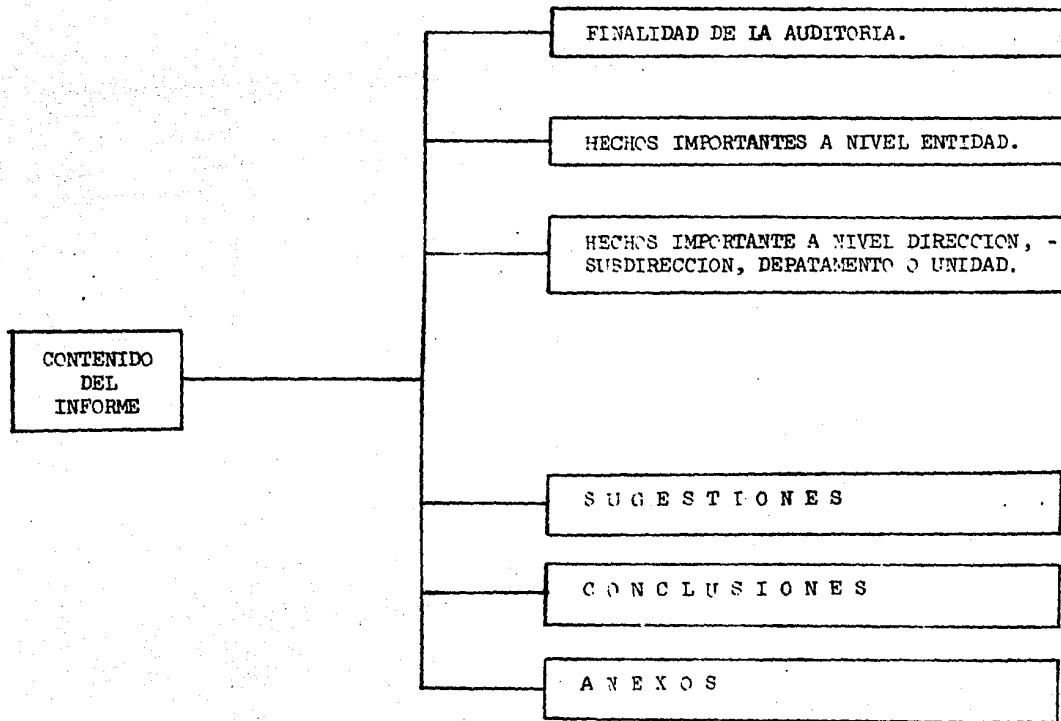 FINALIDAD DE LA AUDITORIA.
HECHOS IMPORTANTES A NIVEL ENTIDAD.
HECHOS IMPORTANTE A NIVEL DIRECCION, -
SUBDIRECCION, DEPATAMENTO O UNIDAD.
CONTENIDO
DEL
INFORME
S U G E S T I O N E S
C O N C L U S I O N E S
A N E X O S